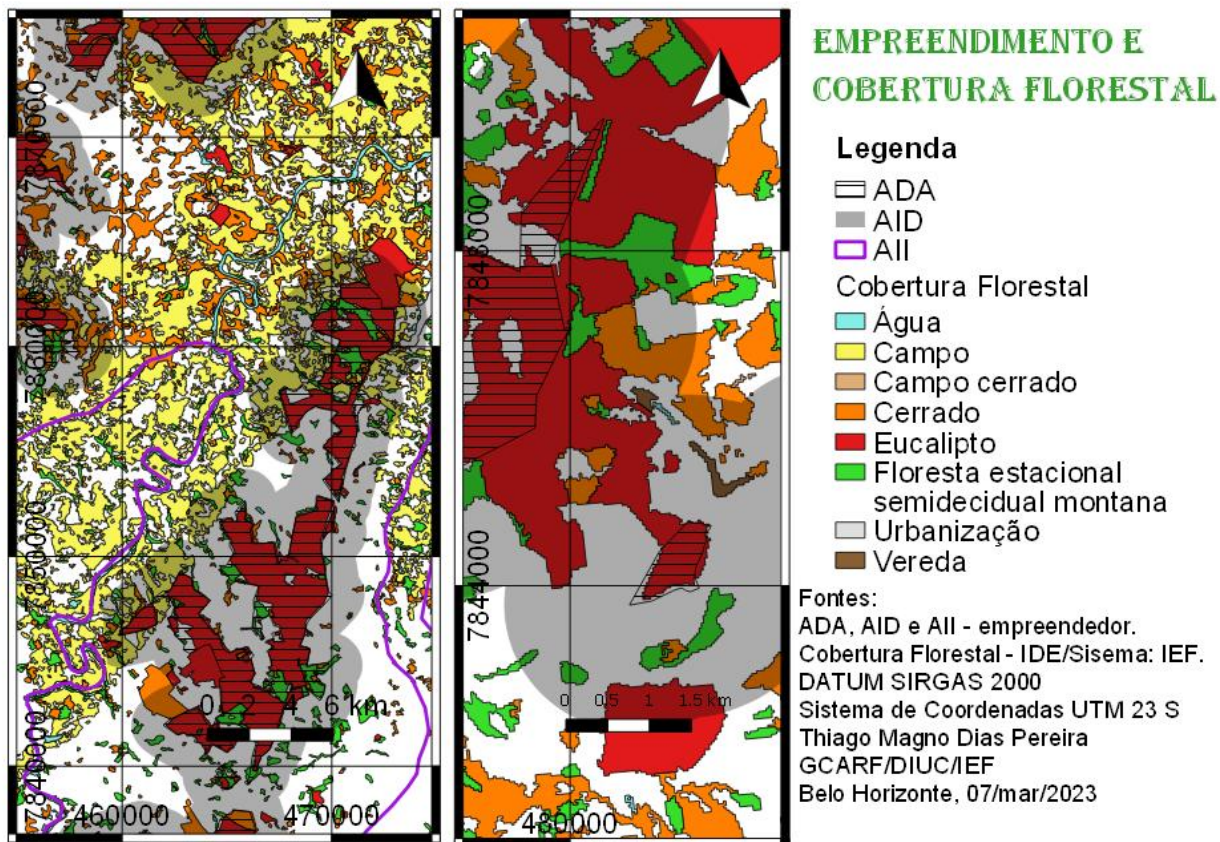 EMPREENDIMENTO E
COBERTURA FLORESTAL
Legenda
ADA
AID
AII
Cobertura Florestal
Água
Campo
Campo cerrado
Cerrado
Eucalipto
Floresta estacional
semidecidual montana
Urbanização
Vereda
Fontes:
ADA, AID e AII - empreendedor.
Cobertura Florestal - IDE/Sisema: IEF.
DATUM SIRGAS 2000
Sistema de Coordenadas UTM 23 S
Thiago Magno Dias Pereira
GCARF/DIUC/IEF
Belo Horizonte, 07/mar/2023
7870000
7860000
7850000
7840000
460000
470000
0 2 4 6 km
7848000
7844000
480000
0 0.5 1 1.5 km